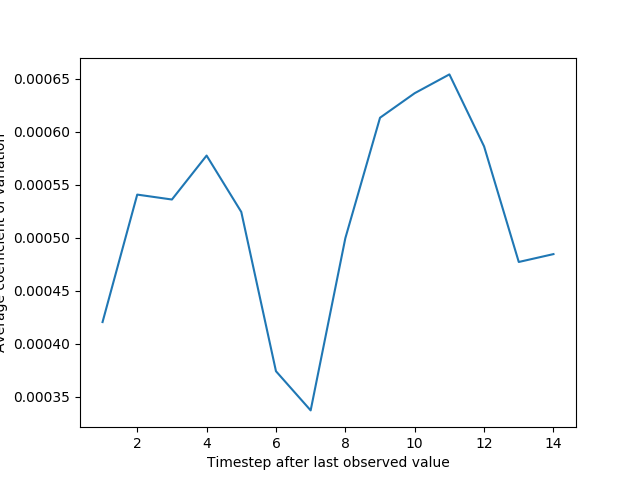 0.00065
0.00060
0.00055
0.00050
0.00045
0.00040
0.00035
Average coefficient of variation
2 4 6 8 10 12 14
Timestep after last observed value